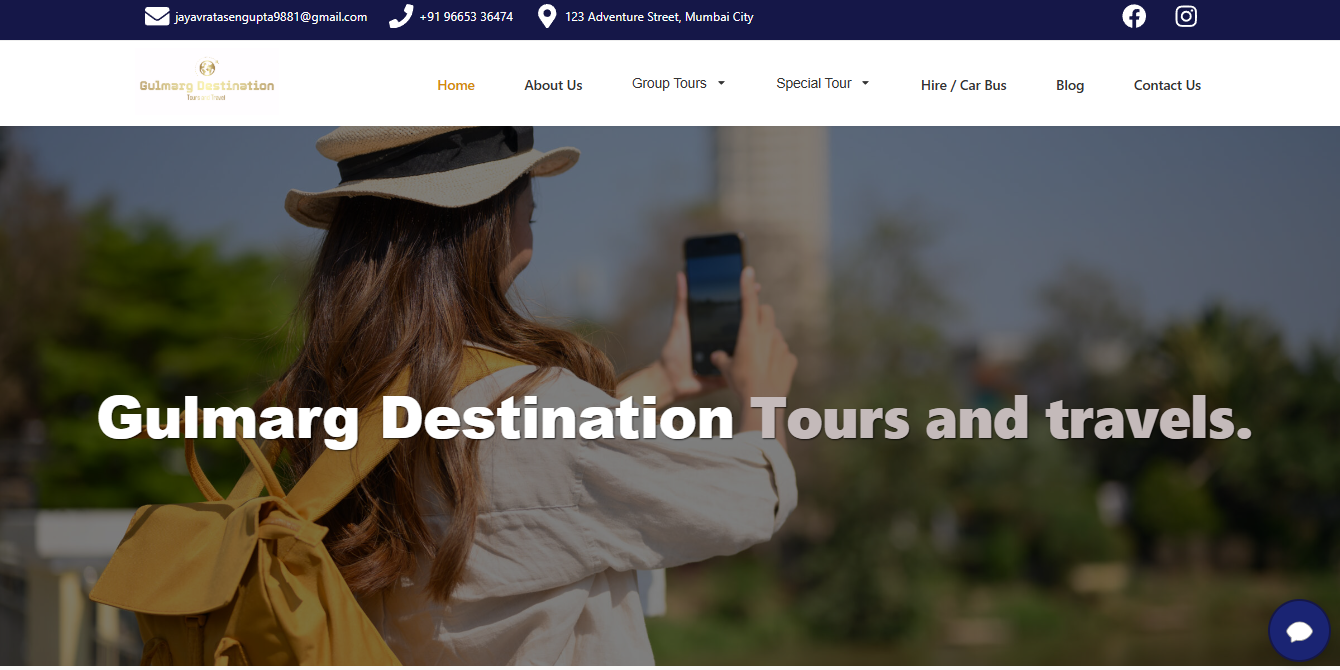 jayavratasengupta9881@gmail.com +91 96653 36474 123 Adventure Street, Mumbai City
Gulmarg Destination
Tours and Travel
Home About Us Group Tours Special Tour Hire / Car Bus Blog Contact Us
Gulmarg Destination Tours and travels.